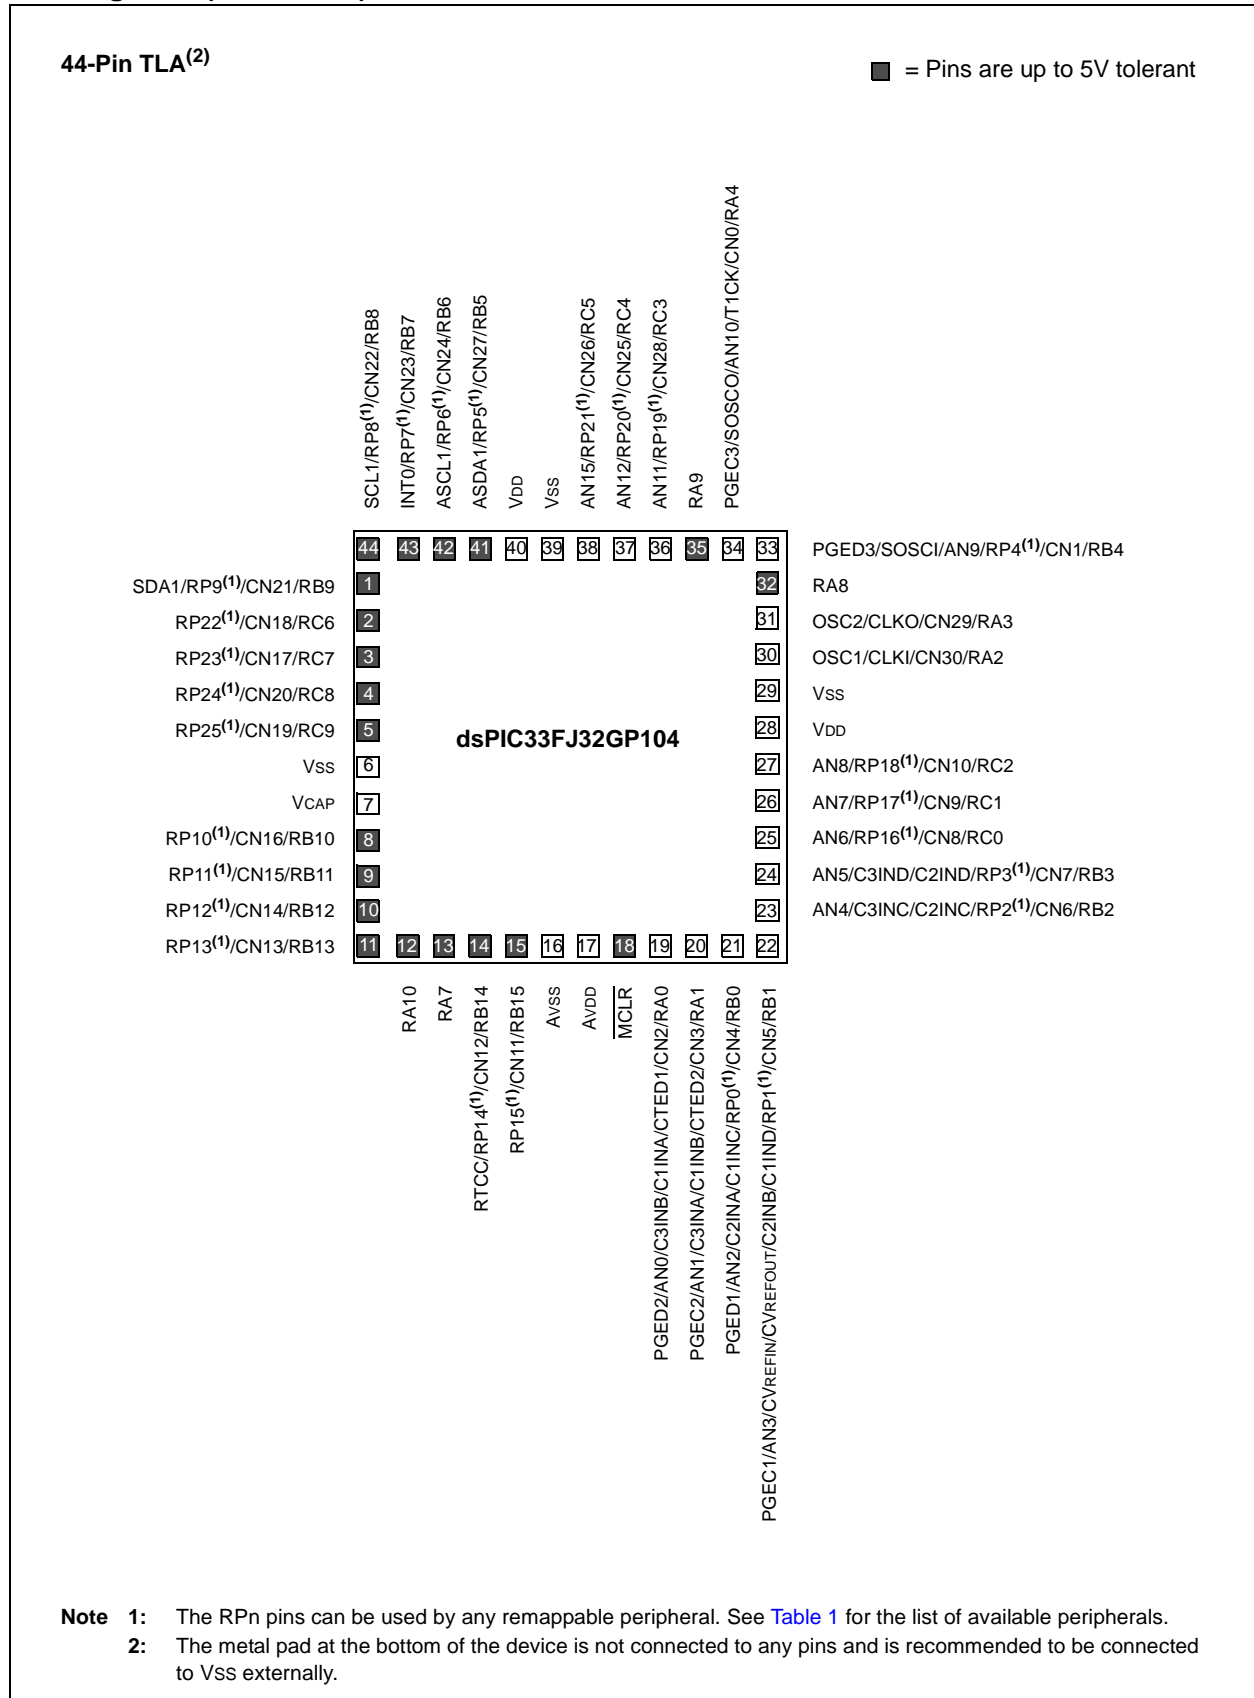 44-Pin TLA(2)
= Pins are up to 5V tolerant
SCL1/RP8(1)/CN22/RB8
INT0/RP7(1)/CN23/RB7
ASCL1/RP6(1)/CN24/RB6
ASDA1/RP5(1)/CN27/RB5
VDD
VSS
AN15/RP21(1)/CN26/RC5
AN12/RP20(1)/CN25/RC4
AN11/RP19(1)/CN28/RC3
RA9
PGEC3/SOSCO/AN10/T1CK/CN0/RA4
44 43 42 41 40 39 38 37 36 35 34 33 PGED3/SOSCI/AN9/RP4(1)/CN1/RB4
SDA1/RP9(1)/CN21/RB9 1 32 RA8
RP22(1)/CN18/RC6 2 31 OSC2/CLKO/CN29/RA3
RP23(1)/CN17/RC7 3 30 OSC1/CLKI/CN30/RA2
RP24(1)/CN20/RC8 4 29 VSS
RP25(1)/CN19/RC9 5 28 VDD
dsPIC33FJ32GP104
VSS 6 27 AN8/RP18(1)/CN10/RC2
VCAP 7 26 AN7/RP17(1)/CN9/RC1
RP10(1)/CN16/RB10 8 25 AN6/RP16(1)/CN8/RC0
RP11(1)/CN15/RB11 9 24 AN5/C3IND/C2IND/RP3(1)/CN7/RB3
RP12(1)/CN14/RB12 10 23 AN4/C3INC/C2INC/RP2(1)/CN6/RB2
RP13(1)/CN13/RB13 11 12 13 14 15 16 17 18 19 20 21 22
RA10
RA7
RTCC/RP14(1)/CN12/RB14
RP15(1)/CN11/RB15
AVSS
AVDD
MCLR
PGED2/AN0/C3INB/C1INA/CTED1/CN2/RA0
PGEC2/AN1/C3INA/C1INB/CTED2/CN3/RA1
PGED1/AN2/C2INA/C1INC/RP0(1)/CN4/RB0
PGEC1/AN3/CVREFIN/CVREFOUT/C2INB/C1IND/RP1(1)/CN5/RB1
Note 1: The RPn pins can be used by any remappable peripheral. See Table 1 for the list of available peripherals.
2: The metal pad at the bottom of the device is not connected to any pins and is recommended to be connected
to VSS externally.